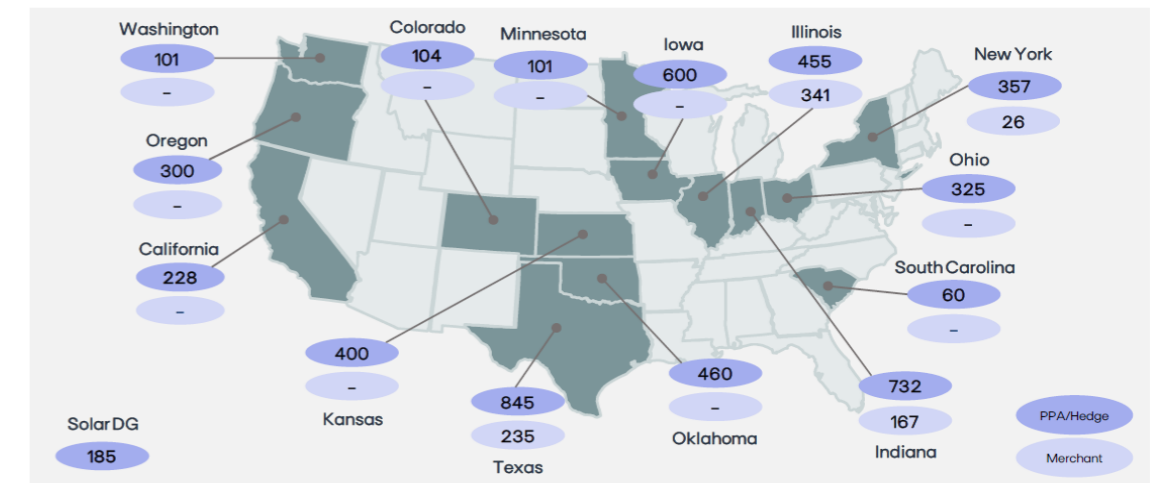 Washington
101
-
Colorado
104
-
Minnesota
101
-
Iowa
600
-
Illinois
455
341
New York
357
26
Oregon
300
-
Ohio
325
-
California
228
-
South Carolina
60
-
400
-
Kansas
845
235
Texas
460
-
Oklahoma
732
167
Indiana
Solar DG
185
PPA/Hedge
Merchant